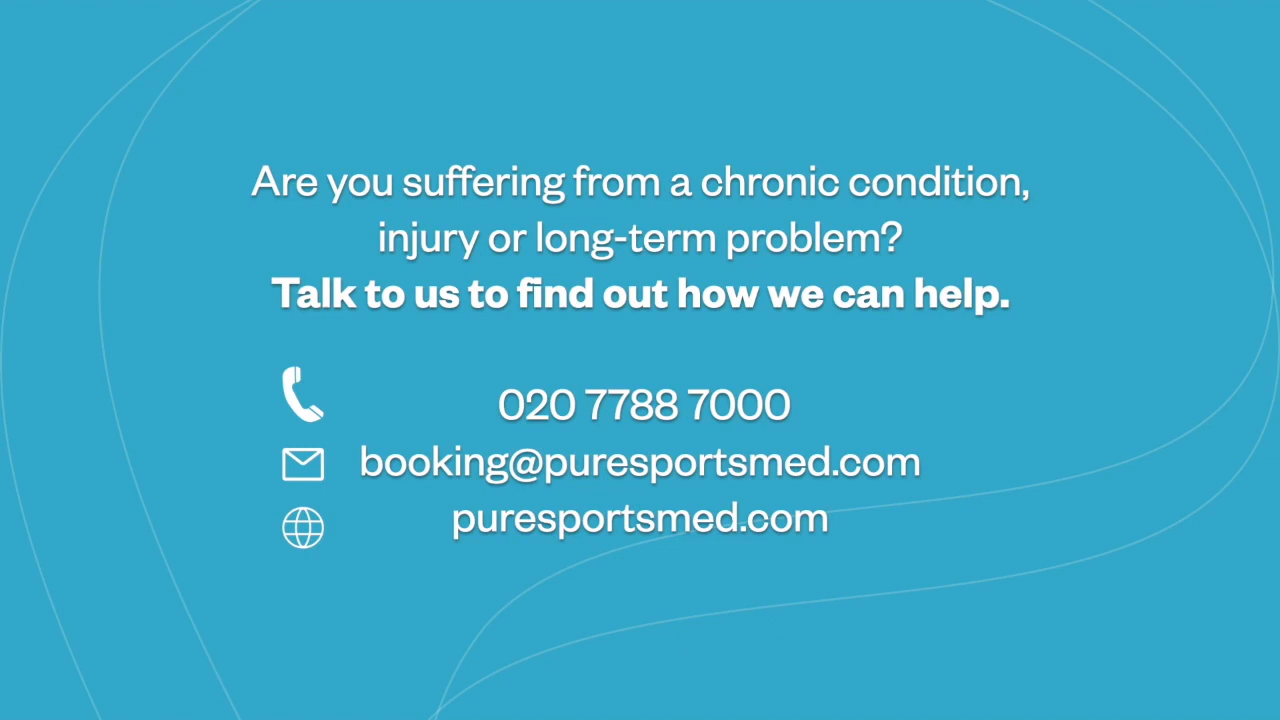 Are you suffering from a chronic condition,
injury or long-term problem?
Talk to us to find out how we can help.
020 7788 7000
booking@puresportsmed.com
puresportsmed.com